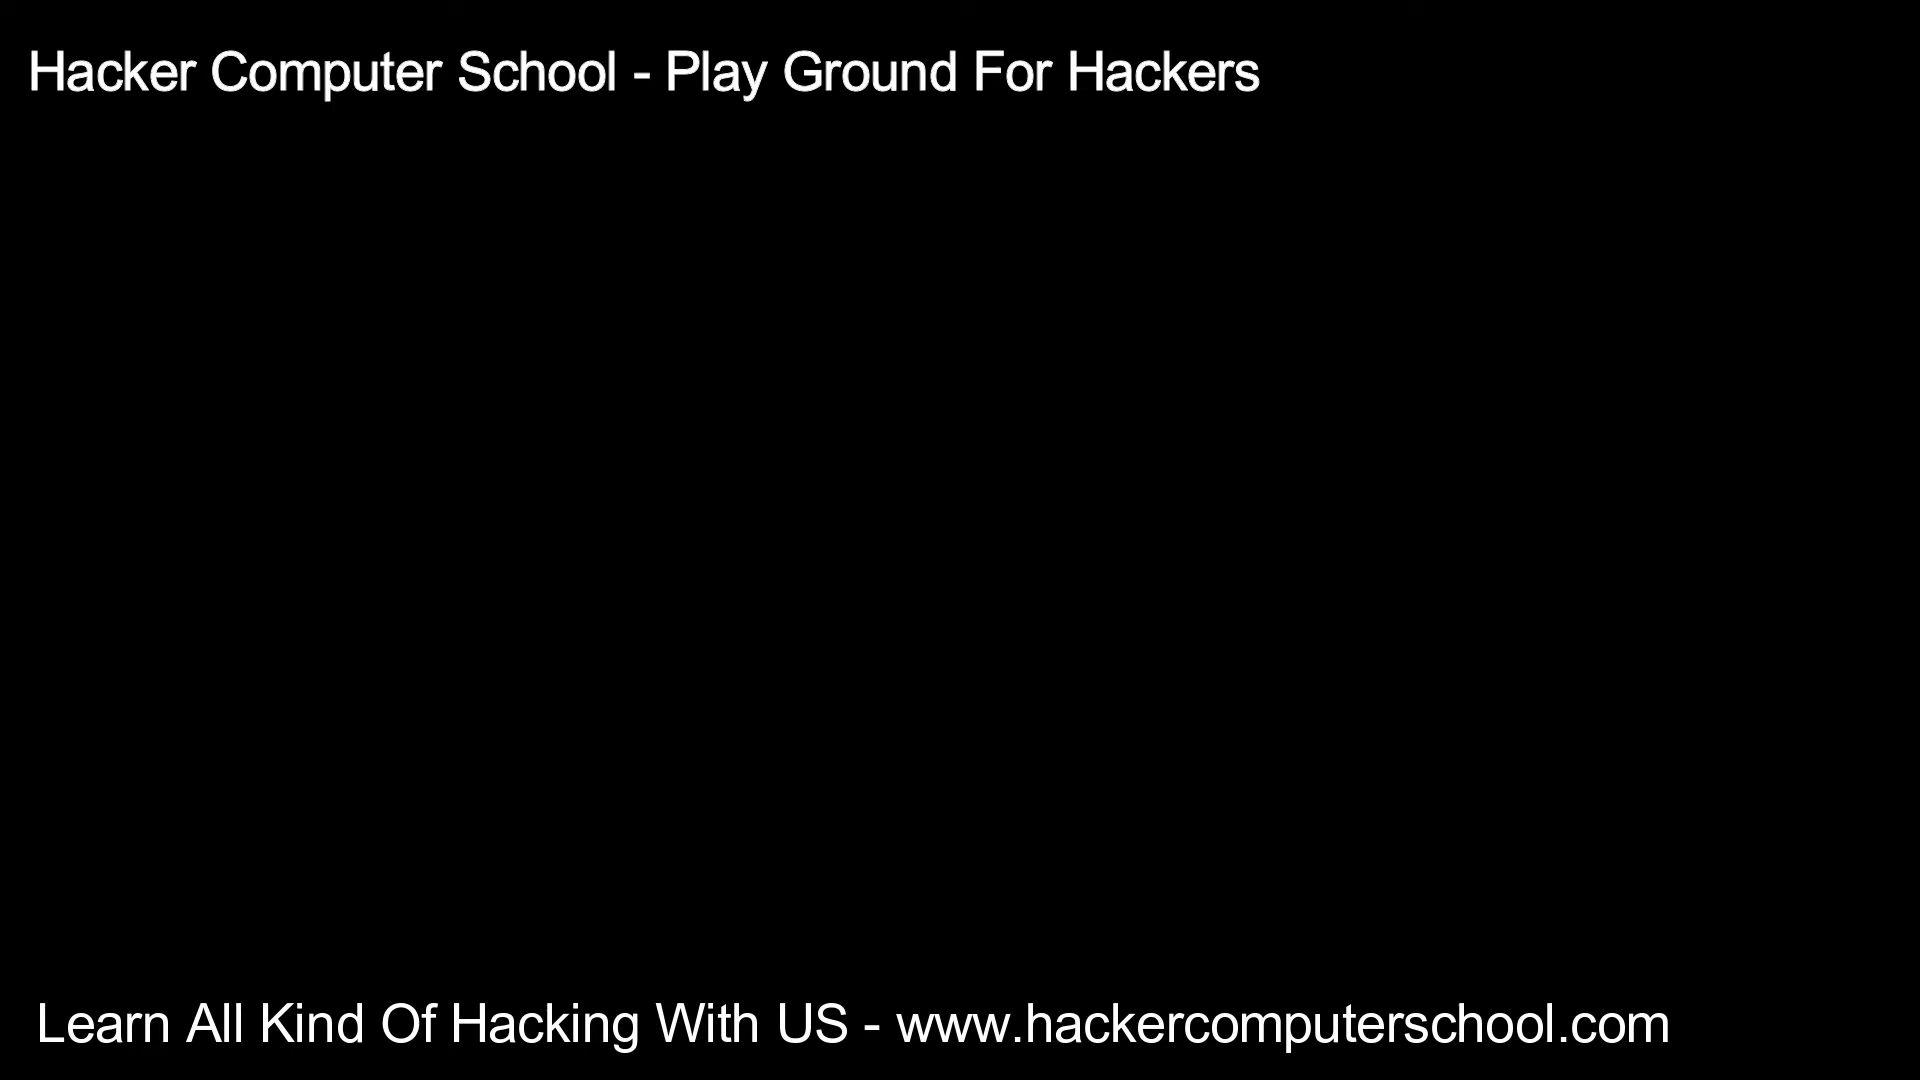 Hacker Computer School - Play Ground For Hackers
Learn All Kind Of Hacking With US - www.hackercomputerschool.com